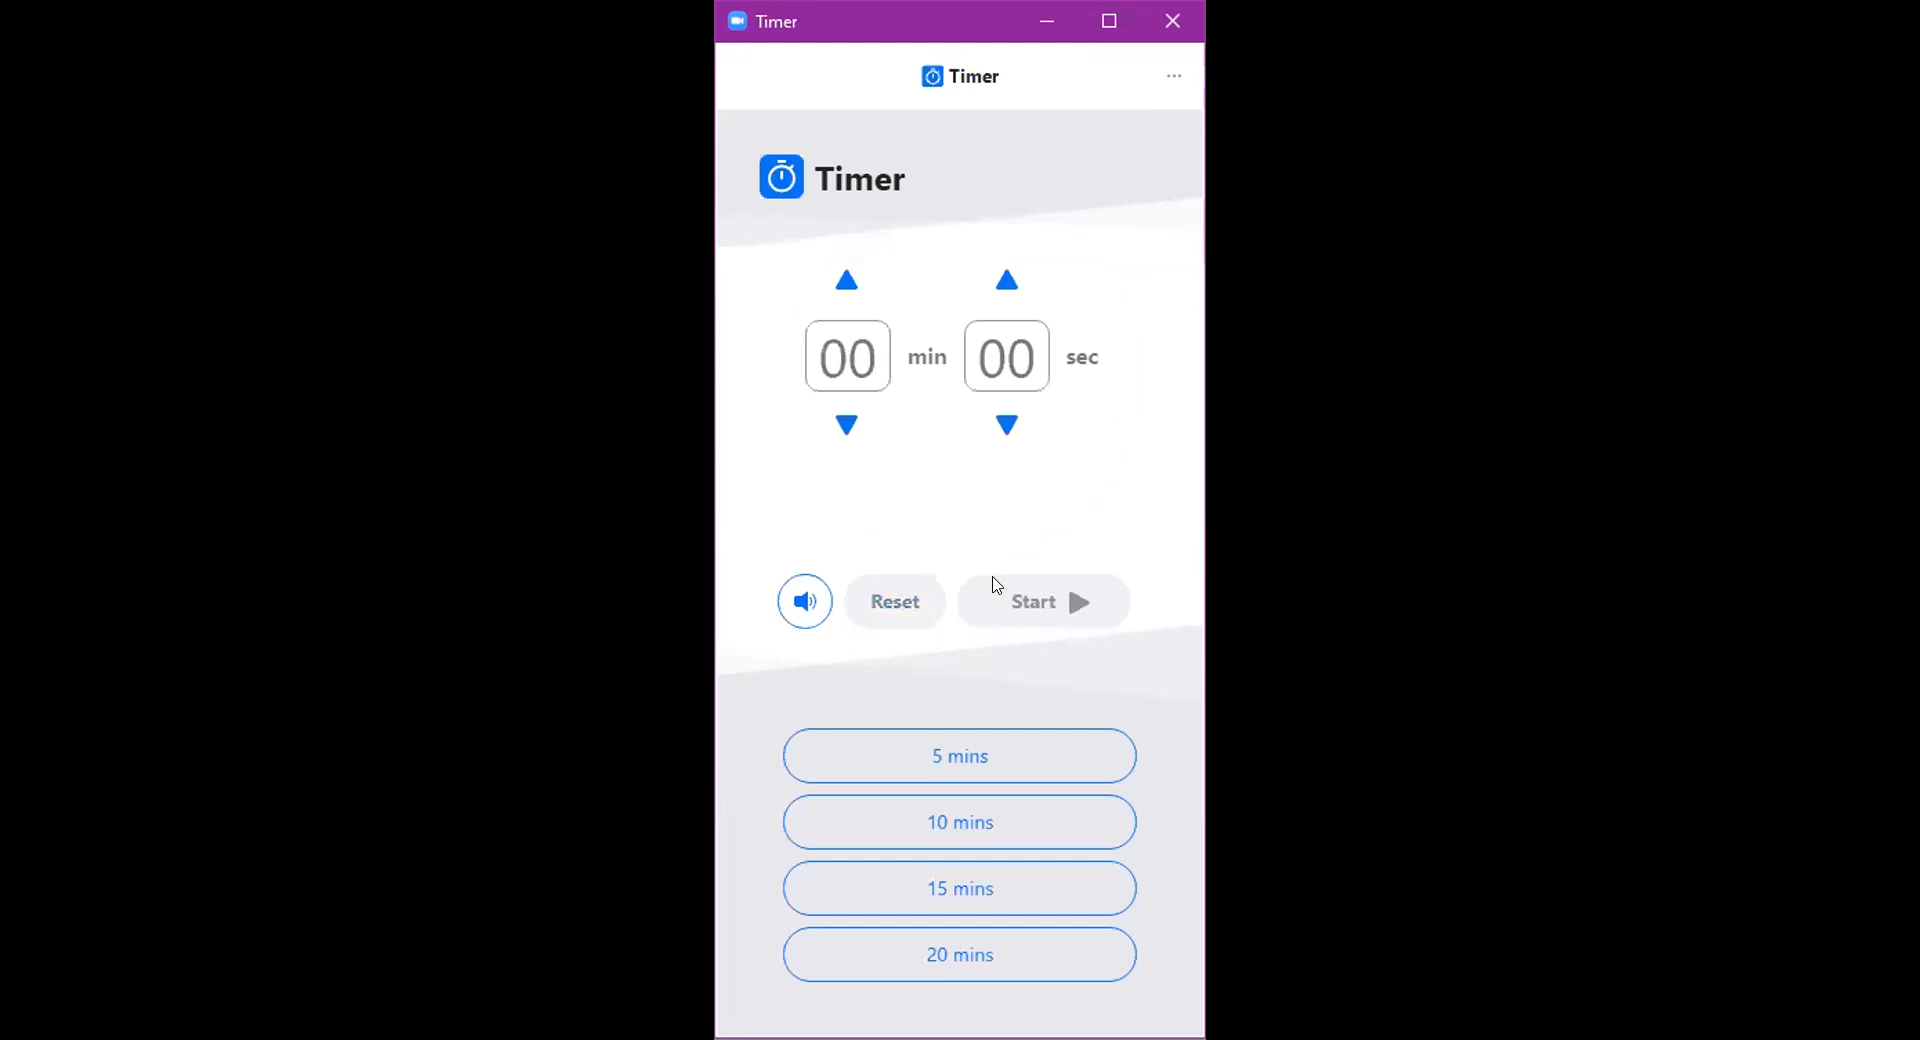 Timer
Timer
Timer
00 min 00 sec
Reset Start
5 mins
10 mins
15 mins
20 mins